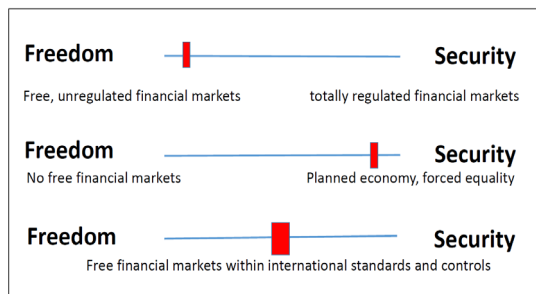 Freedom Security
Free, unregulated financial markets totally regulated financial markets
Freedom Security
No free financial markets Planned economy, forced equality
Freedom Security
Free financial markets within international standards and controls